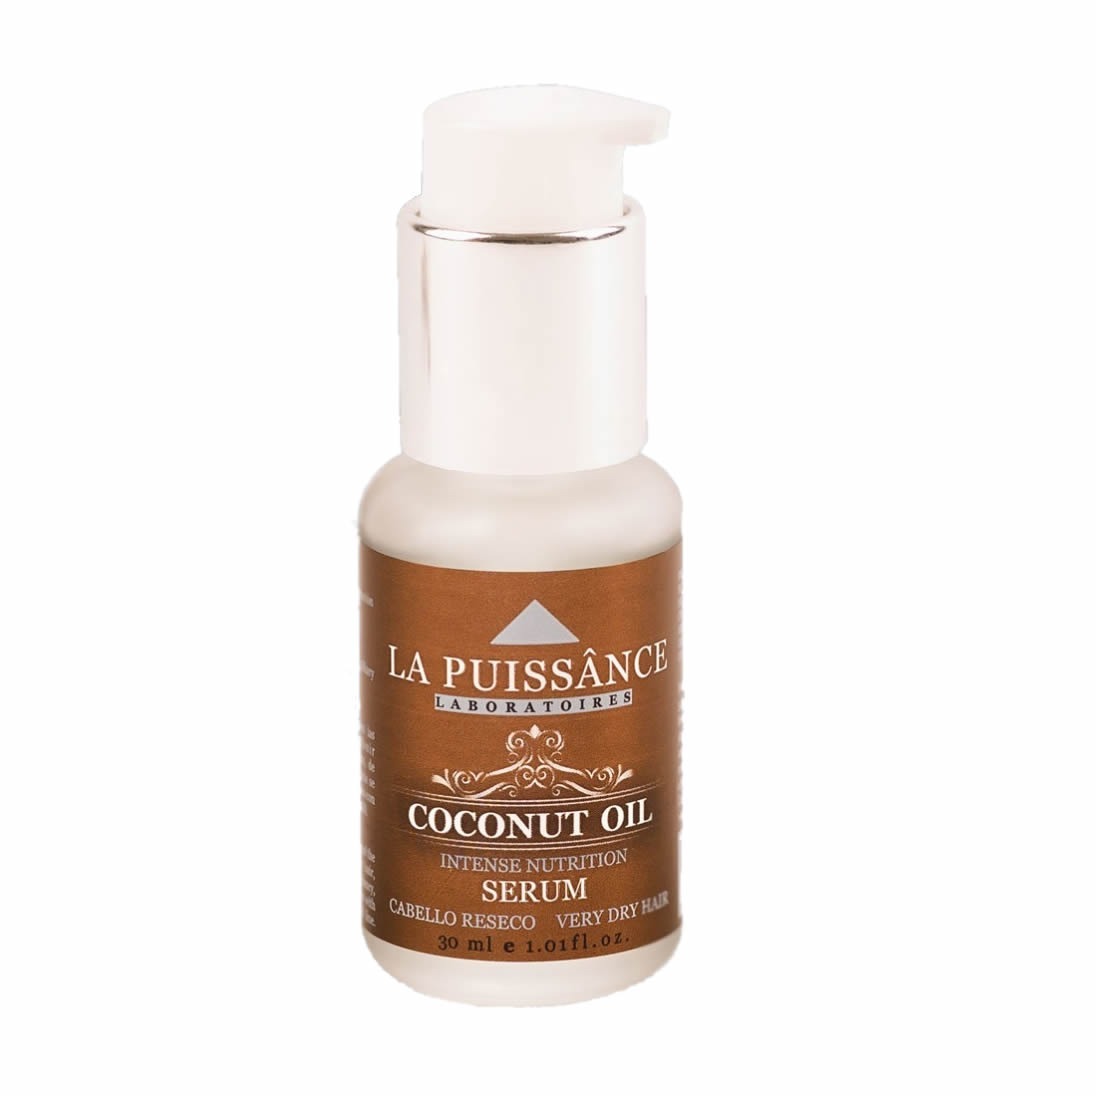 LA PUISSÂNCE
LABORATOIRES
COCONUT OIL
INTENSE NUTRITION
SERUM
CABELLO RESECO VERY DRY HAIR
30 ml e 1.01fl.oz.